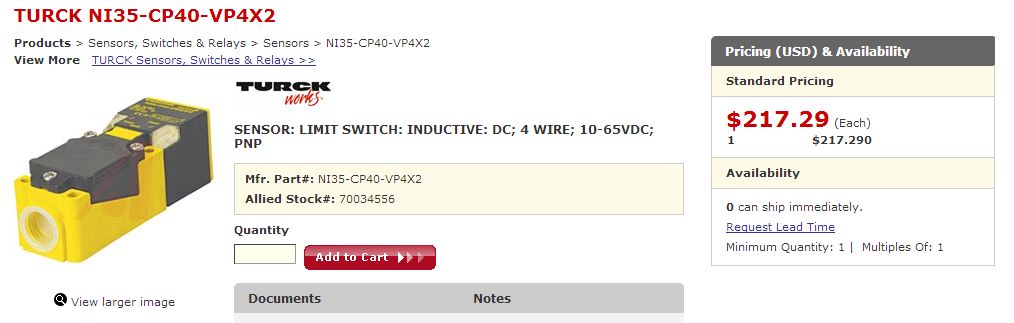 TURCK NI35-CP40-VP4X2
Products > Sensors, Switches & Relays > Sensors > NI35-CP40-VP4X2
View More TURCK Sensors, Switches & Relays >>
TURCK
works.
SENSOR: LIMIT SWITCH: INDUCTIVE: DC; 4 WIRE; 10-65VDC;
PNP
Mfr. Part#: NI35-CP40-VP4X2
Allied Stock#: 70034556
Quantity
Add to Cart
View larger image
Documents Notes
Pricing (USD) & Availability
Standard Pricing
$217.29 (Each)
1 $217.290
Availability
0 can ship immediately.
Request Lead Time
Minimum Quantity: 1 | Multiples Of: 1